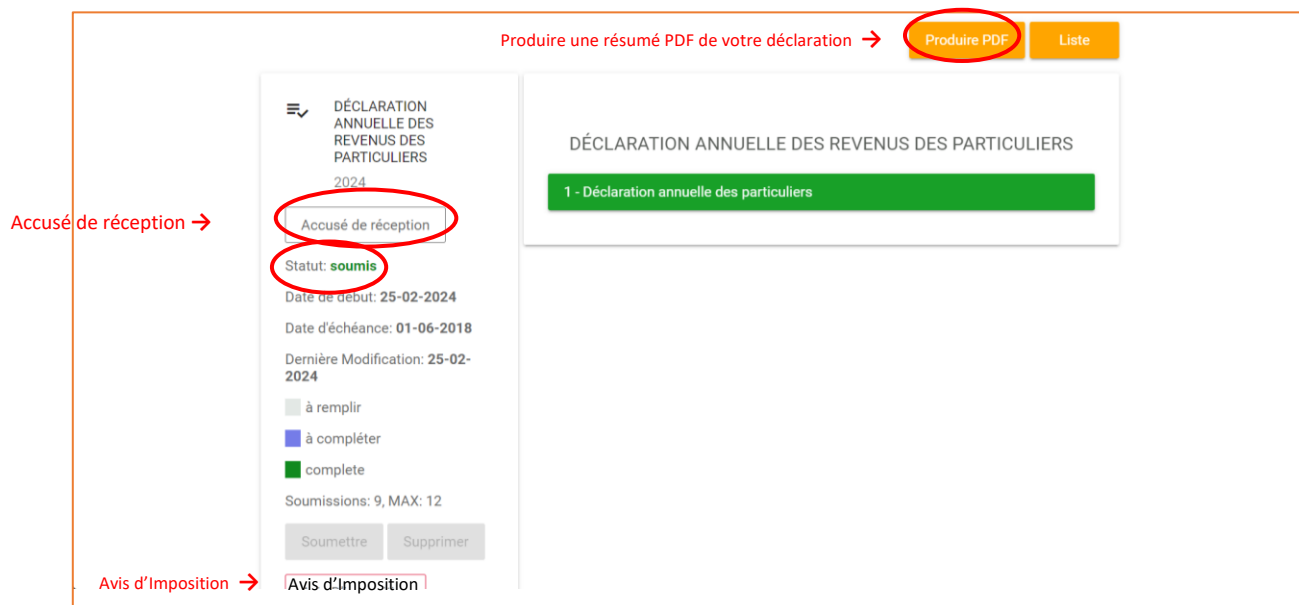 Produire une résumé PDF de votre déclaration →
Produire PDF
Liste
DÉCLARATION
ANNUELLE DES
REVENUS DES
PARTICULIERS
2024
DÉCLARATION ANNUELLE DES REVENUS DES PARTICULIERS
1 - Déclaration annuelle des particuliers
Accusé de réception →
Accusé de réception
Statut: soumis
Date de début: 25-02-2024
Date d'échéance: 01-06-2018
Dernière Modification: 25-02-
2024
à remplir
à compléter
complete
Soumissions: 9, MAX: 12
Soumettre
Supprimer
. Avis d'Imposition →
Avis d'Imposition